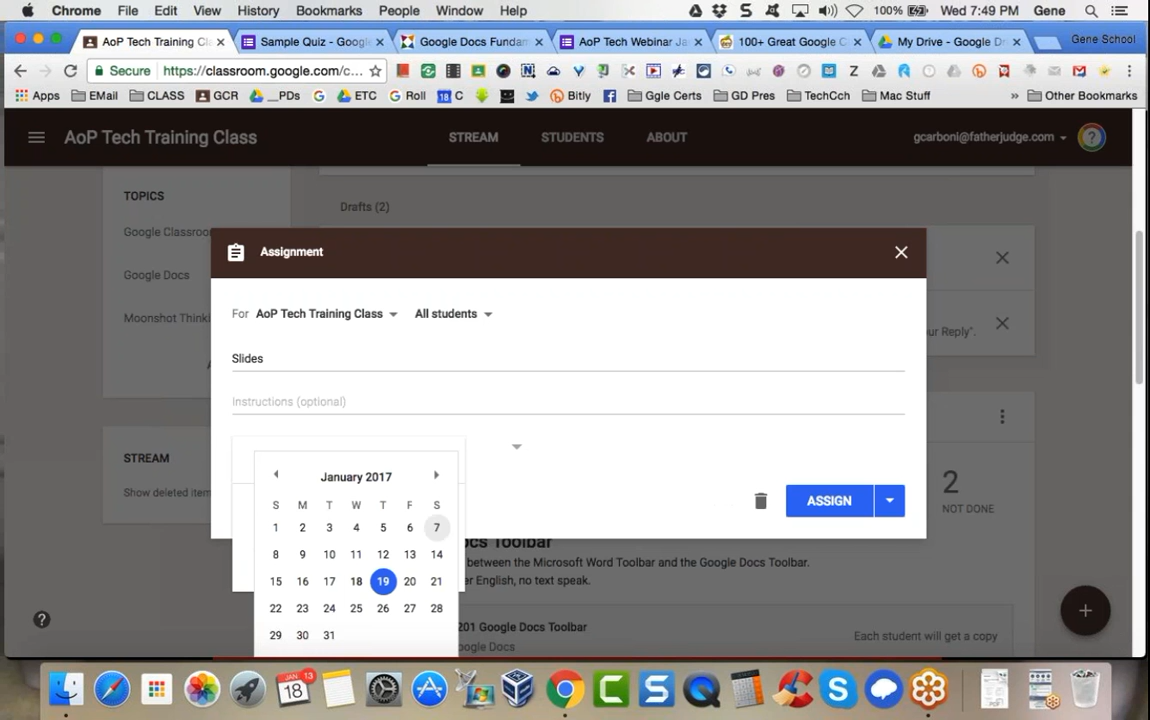 Chrome File Edit View History Bookmarks People Window Help 100% Wed 7:49 PM Gene
AoP Tech Training Cl Sample Quiz - Google Google Docs Fundam AoP Tech Webinar Ja 100+ Great Google C My Drive - Google Dr Gene School
Secure https://classroom.google.com/c...
Apps EMail CLASS GCR __PDs ETC Roll C Bitly Ggle Certs GD Pres TechCch Mac Stuff » Other Bookmarks
AoP Tech Training Class STREAM STUDENTS ABOUT gcarboni@fatherjudge.com
TOPICS
Drafts (2)
Google Classroo
Google Docs
Moonshot Thinki
our Reply".
Assignment
For AoP Tech Training Class All students
Slides
Instructions (optional)
January 2017
S M T W T F S
1 2 3 4 5 6 7
8 9 10 11 12 13 14
15 16 17 18 19 20 21
22 23 24 25 26 27 28
29 30 31
ASSIGN
STREAM
Show deleted item
2
NOT DONE
ocs Toolbar
between the Microsoft Word Toolbar and the Google Docs Toolbar.
er English, no text speak.
201 Google Docs Toolbar
oogle Docs
Each student will get a copy
JAN
18
13